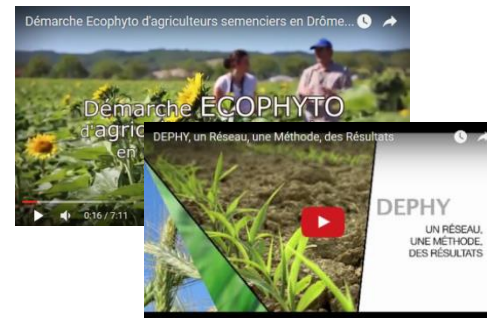 Démarche Ecophyto d'agriculteurs semenciers en Drôme...
Démarche ECOPHYTO
d'agric
en
0:16 / 7:11
DEPHY, un Réseau, une Méthode, des Résultats
DEPHY
UN RÉSEAU,
UNE MÉTHODE,
DES RÉSULTATS